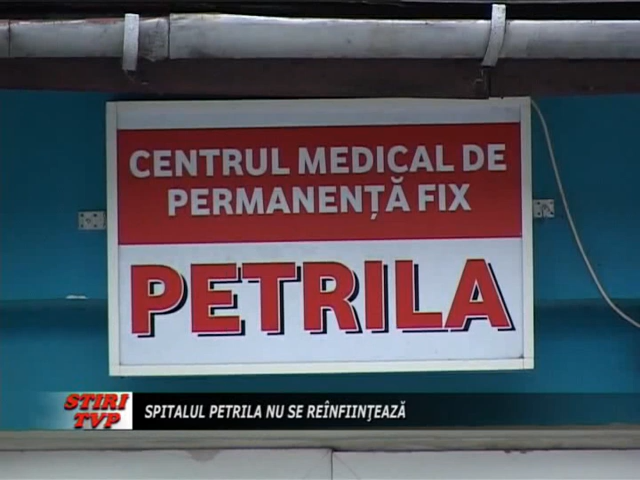 CENTRUL MEDICAL DE
PERMANENȚĂ FIX
PETRILA
STIRI
TVP
SPITALUL PETRILA NU SE REÎNFIINŢEAZĂ